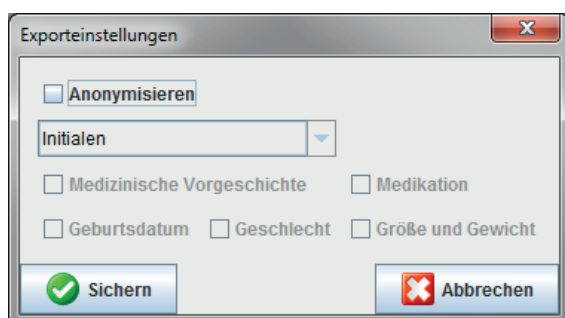 Exporteinstellungen
Anonymisieren
Initialen
Medizinische Vorgeschichte Medikation
Geburtsdatum Geschlecht Größe und Gewicht
Sichern Abbrechen